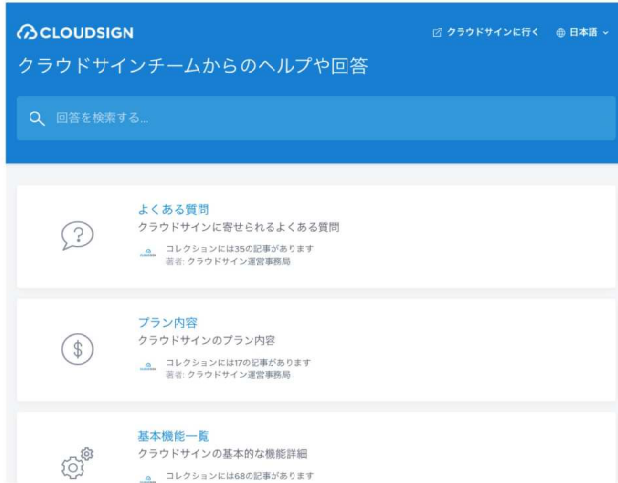 CLOUDSIGN
クラウドサインに行く 日本語
クラウドサインチームからのヘルプや回答
回答を検索する...
よくある質問
クラウドサインに寄せられるよくある質問
コレクションには35の記事があります
著者: クラウドサイン運営事務局
プラン内容
クラウドサインのプラン内容
コレクションには17の記事があります
著者: クラウドサイン運営事務局
基本機能一覧
クラウドサインの基本的な機能詳細
コレクションには68の記事があります